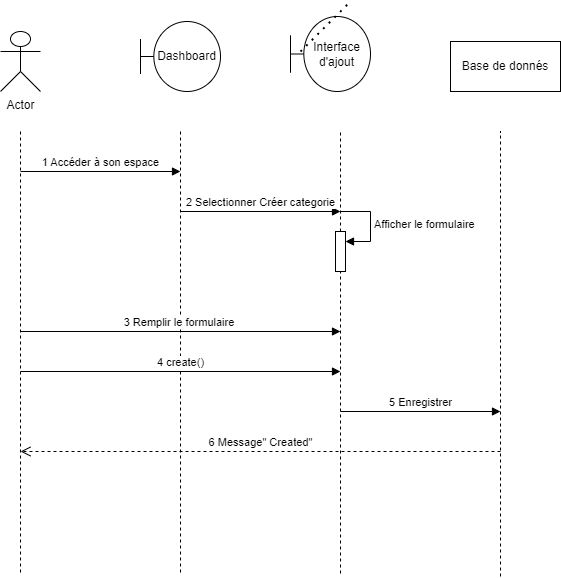 Dashboard
Interface
d'ajout
Base de donnés
Actor
1 Accéder à son espace
2 Selectionner Créer categorie
Afficher le formulaire
3 Remplir le formulaire
4 create()
5 Enregistrer
6 Message" Created"